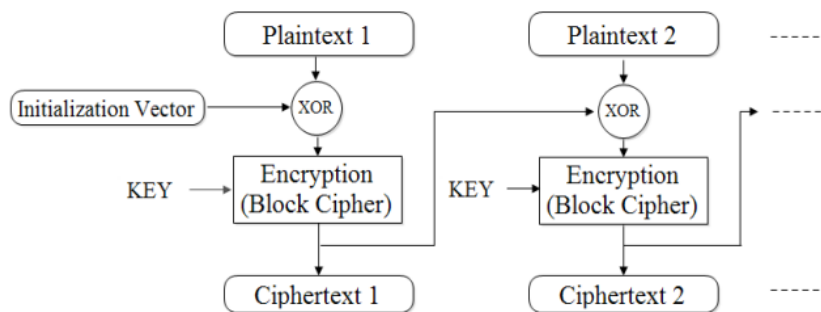 Plaintext 1
Plaintext 2
Initialization Vector
XOR
XOR
KEY
Encryption
(Block Cipher)
KEY
Encryption
(Block Cipher)
Ciphertext 1
Ciphertext 2